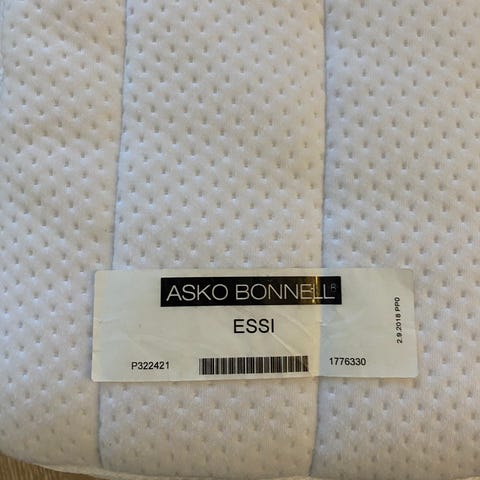 ASKO BONNELL®
ESSI
P322421 1776330
2.9.2018 PP0